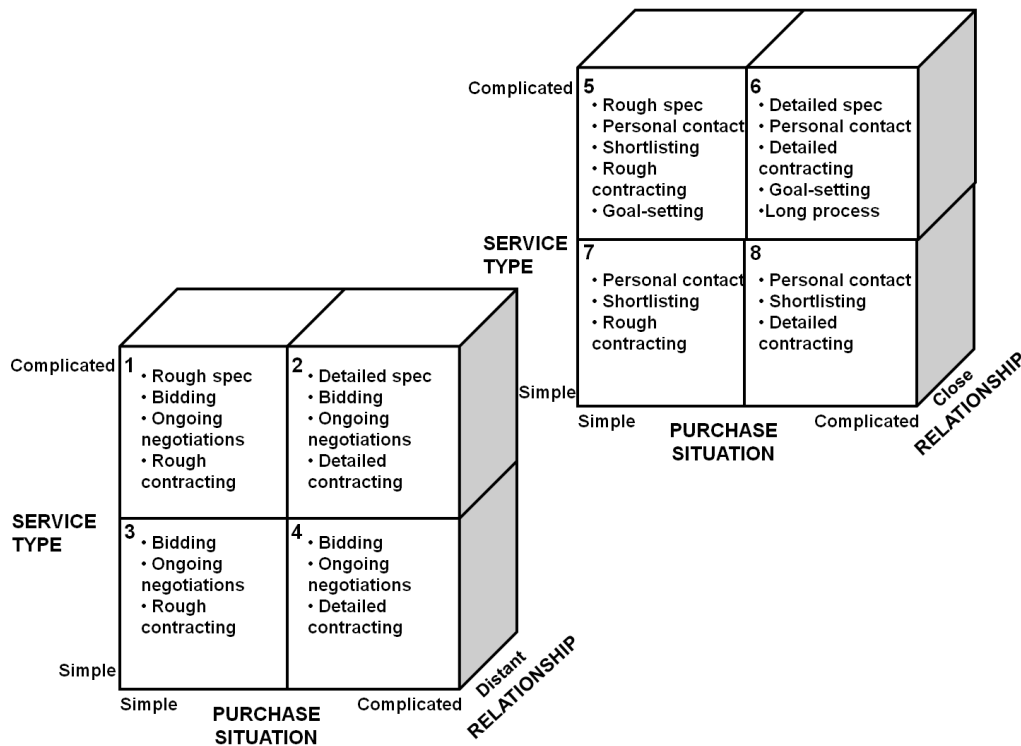 Complicated
5
• Rough spec
• Personal contact
• Shortlisting
• Rough
contracting
• Goal-setting
6
• Detailed spec
• Personal contact
• Detailed
contracting
• Goal-setting
•Long process
SERVICE
TYPE
7
• Personal contact
• Shortlisting
• Rough
contracting
8
• Personal contact
• Shortlisting
• Detailed
contracting
Simple
Simple
Complicated
PURCHASE
SITUATION
Close
RELATIONSHIP
Complicated
1
• Rough spec
• Bidding
• Ongoing
negotiations
• Rough
contracting
2
• Detailed spec
• Bidding
• Ongoing
negotiations
• Detailed
contracting
SERVICE
TYPE
3
• Bidding
• Ongoing
negotiations
• Rough
contracting
4
• Bidding
• Ongoing
negotiations
• Detailed
contracting
Simple
Simple
Complicated
PURCHASE
SITUATION
Distant
RELATIONSHIP